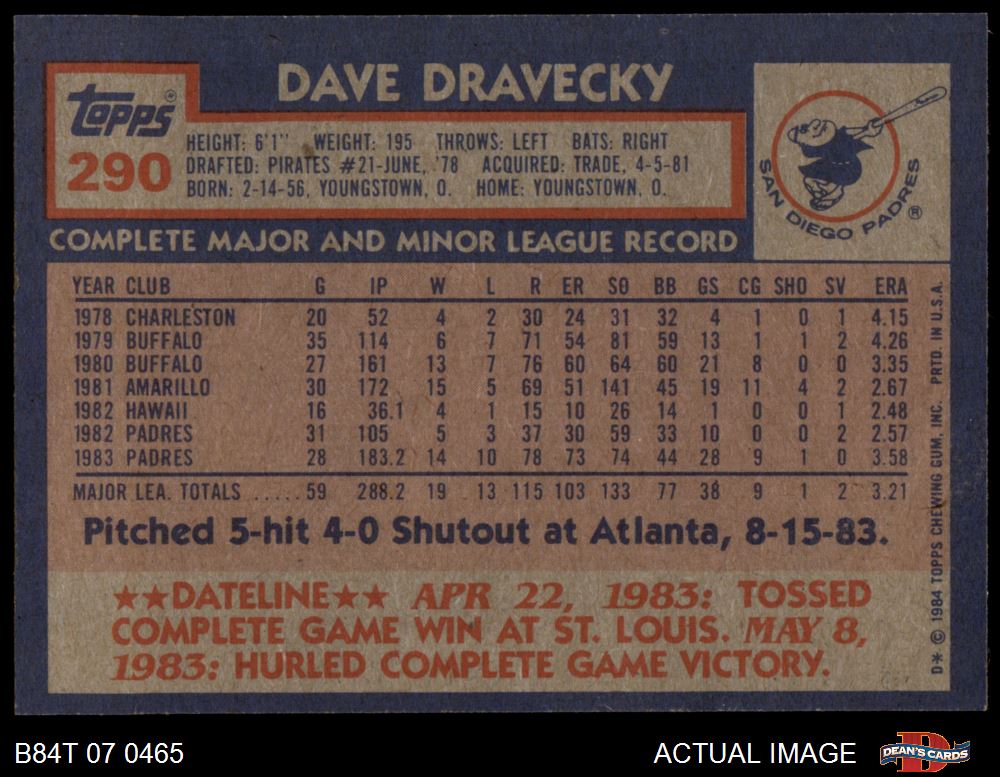 DAVE DRAVECKY
Topps®
290
HEIGHT: 6'1" WEIGHT: 195 THROWS: LEFT BATS: RIGHT
DRAFTED: PIRATES #21-JUNE, '78 ACQUIRED: TRADE, 4-5-81
BORN: 2-14-56, YOUNGSTOWN, O. HOME: YOUNGSTOWN, O.
SAN DIEGO PADRES ®
COMPLETE MAJOR AND MINOR LEAGUE RECORD
YEAR CLUB G IP W L R ER SO BB GS CG SHO SV ERA
1978 CHARLESTON 20 52 4 2 30 24 31 32 4 1 0 1 4.15
1979 BUFFALO 35 114 6 7 71 54 81 59 13 1 1 2 4.26
1980 BUFFALO 27 161 13 7 76 60 64 60 21 8 0 0 3.35
1981 AMARILLO 30 172 15 5 69 51 141 45 19 11 4 2 2.67
1982 HAWAII 16 36.1 4 1 15 10 26 14 1 0 0 1 2.48
1982 PADRES 31 105 5 3 37 30 59 33 10 0 0 2 2.57
1983 PADRES 28 183.2 14 10 78 73 74 44 28 9 1 0 3.58
MAJOR LEA. TOTALS ..... 59 288.2 19 13 115 103 133 77 38 9 1 2 3.21
Pitched 5-hit 4-0 Shutout at Atlanta, 8-15-83.
★★DATELINE★★ APR 22, 1983: TOSSED
COMPLETE GAME WIN AT ST. LOUIS. MAY 8,
1983: HURLED COMPLETE GAME VICTORY.
D* © 1984 TOPPS CHEWING GUM, INC. PRTD. IN U.S.A.
B84T 07 0465
ACTUAL IMAGE
DEAN'S CARDS